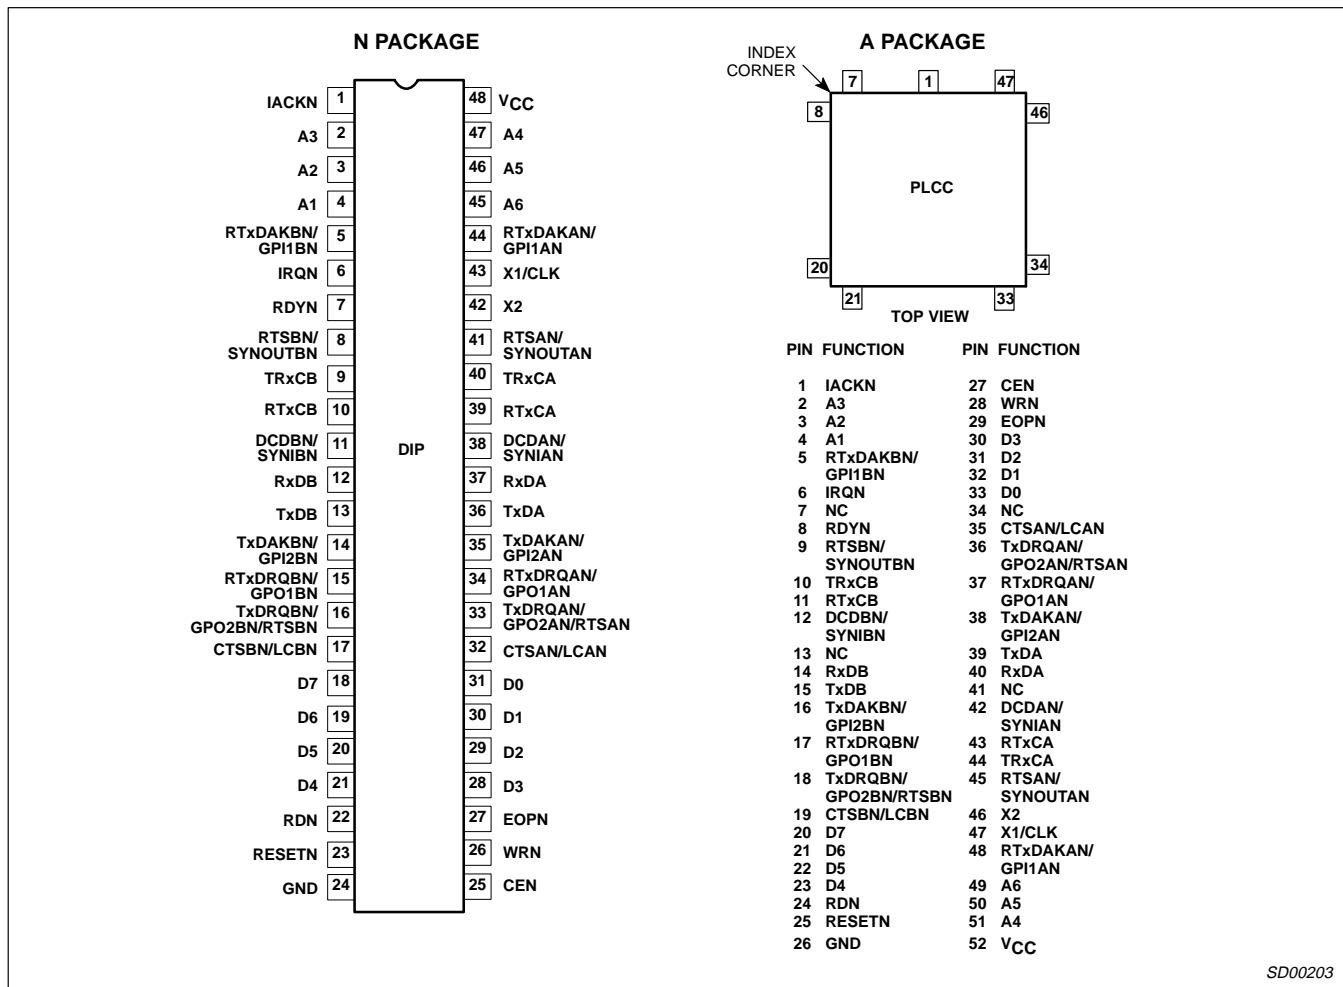 N PACKAGE
IACKN 1 48 VCC
A3 2 47 A4
A2 3 46 A5
A1 4 45 A6
RTxDAKBN/
GPI1BN 5 44 RTxDAKAN/
GPI1AN
IRQN 6 43 X1/CLK
RDYN 7 42 X2
RTSBN/
SYNOUTBN 8 41 RTSAN/
SYNOUTAN
TRxCB 9 40 TRxCA
RTxCB 10 39 RTxCA
DCDBN/
SYNIBN 11 38 DCDAN/
SYNIAN
RxDB 12 37 RxDA
TxDB 13 36 TxDA
TxDAKBN/
GPI2BN 14 35 TxDAKAN/
GPI2AN
RTxDRQBN/
GPO1BN 15 34 RTxDRQAN/
GPO1AN
TxDRQBN/
GPO2BN/RTSBN 16 33 TxDRQAN/
GPO2AN/RTSAN
CTSBN/LCBN 17 32 CTSAN/LCAN
D7 18 31 D0
D6 19 30 D1
D5 20 29 D2
D4 21 28 D3
RDN 22 27 EOPN
RESETN 23 26 WRN
GND 24 25 CEN
DIP
A PACKAGE
INDEX
CORNER
7 1 47
8 46
PLCC
20 34
21 33
TOP VIEW
PIN FUNCTION
1 IACKN
2 A3
3 A2
4 A1
5 RTxDAKBN/
GPI1BN
6 IRQN
7 NC
8 RDYN
9 RTSBN/
SYNOUTBN
10 TRxCB
11 RTxCB
12 DCDBN/
SYNIBN
13 NC
14 RxDB
15 TxDB
16 TxDAKBN/
GPI2BN
17 RTxDRQBN/
GPO1BN
18 TxDRQBN/
GPO2BN/RTSBN
19 CTSBN/LCBN
20 D7
21 D6
22 D5
23 D4
24 RDN
25 RESETN
26 GND
PIN FUNCTION
27 CEN
28 WRN
29 EOPN
30 D3
31 D2
32 D1
33 D0
34 NC
35 CTSAN/LCAN
36 TxDRQAN/
GPO2AN/RTSAN
37 RTxDRQAN/
GPO1AN
38 TxDAKAN/
GPI2AN
39 TxDA
40 RxDA
41 NC
42 DCDAN/
SYNIAN
43 RTxCA
44 TRxCA
45 RTSAN/
SYNOUTAN
46 X2
47 X1/CLK
48 RTxDAKAN/
GPI1AN
49 A6
50 A5
51 A4
52 VCC
SD00203